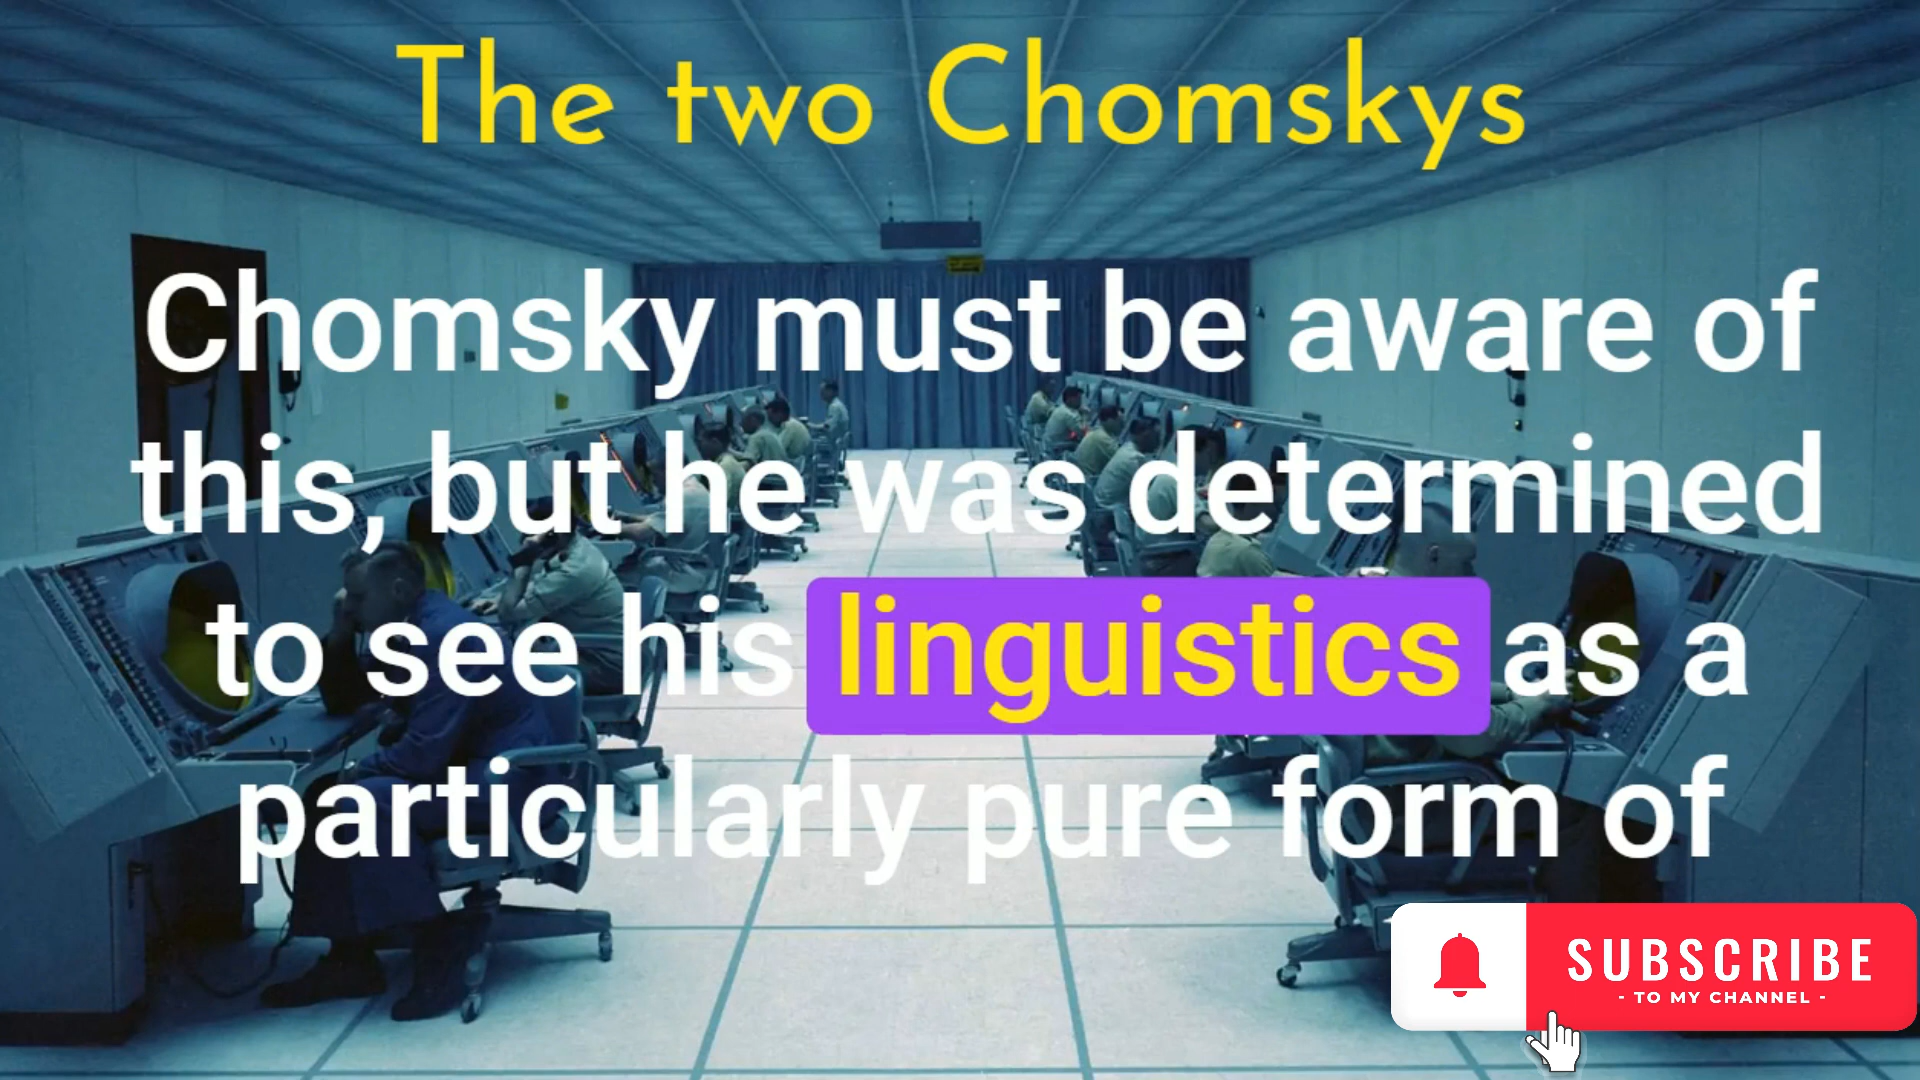 The two Chomskys
Chomsky must be aware of
this, but he was determined
to see his linguistics as a
particularly pure form of
SUBSCRIBE
- TO MY CHANNEL -